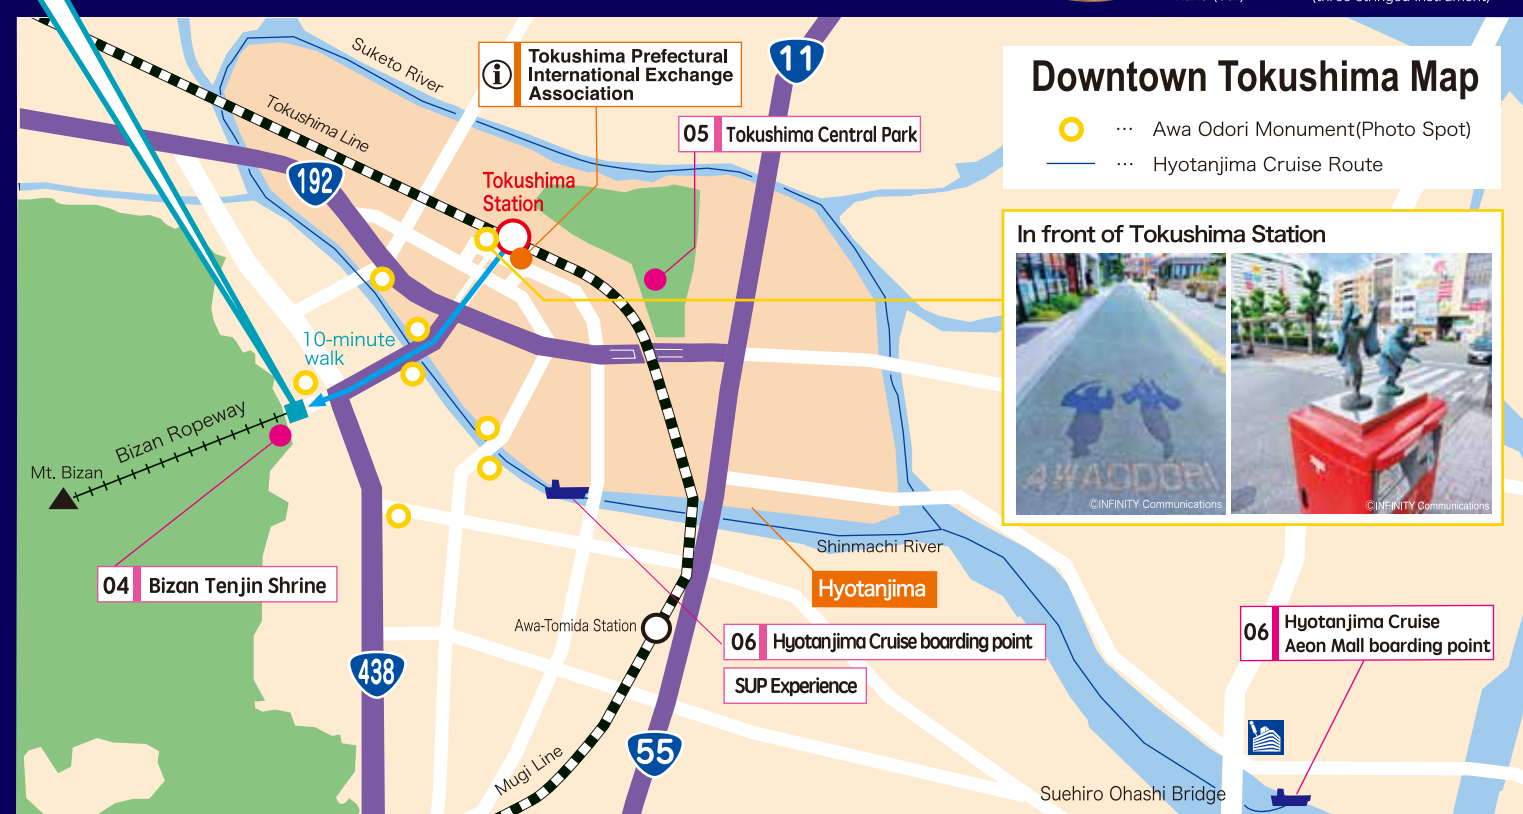 (three-stringed instrument)
Downtown Tokushima Map
… Awa Odori Monument(Photo Spot)
… Hyotanjima Cruise Route
In front of Tokushima Station
©INFINITY Communications
©INFINITY Communications
Suketo River
Tokushima Line
Tokushima Prefectural
International Exchange
Association
11
05 Tokushima Central Park
192
Tokushima
Station
10-minute
walk
Bizan Ropeway
Mt. Bizan
04 Bizan Tenjin Shrine
Shinmachi River
Hyotanjima
Awa-Tomida Station
06 Hyotanjima Cruise boarding point
SUP Experience
06 Hyotanjima Cruise
Aeon Mall boarding point
438
55
Mugi Line
Suehiro Ohashi Bridge